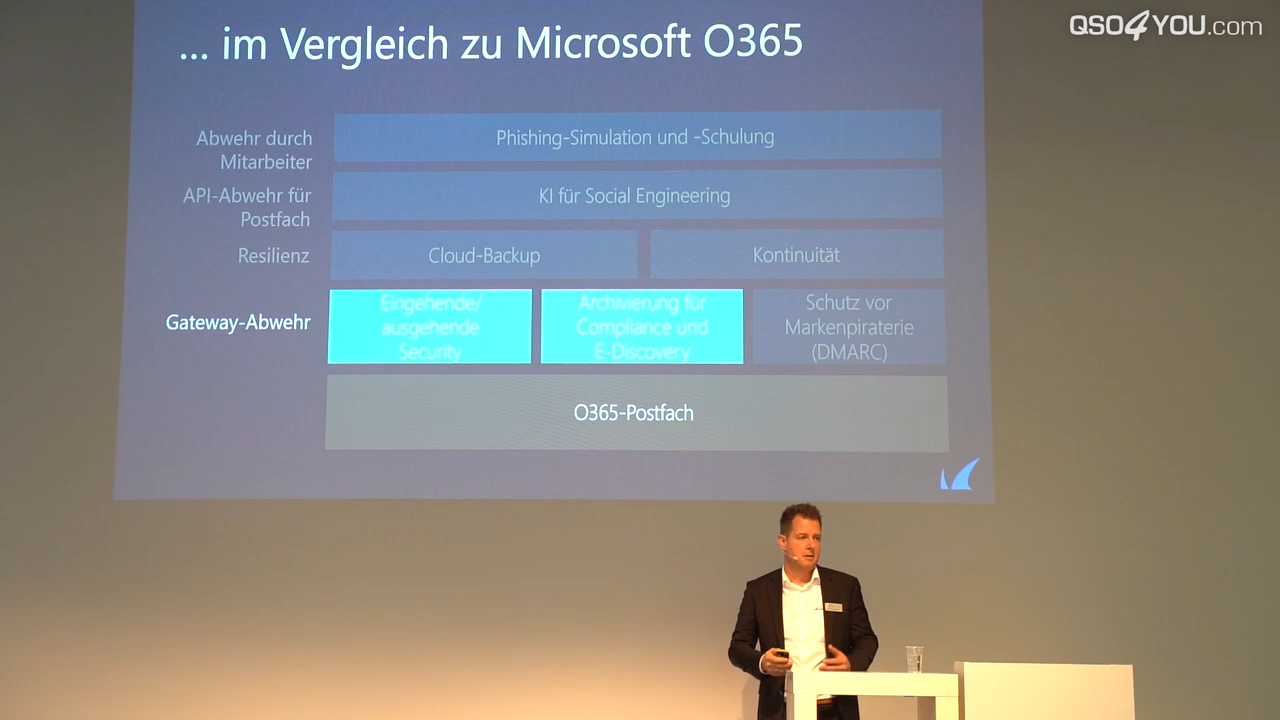 QSO4YOU.com
... im Vergleich zu Microsoft O365
Abwehr durch
Mitarbeiter
Phishing-Simulation und -Schulung
API-Abwehr für
Postfach
KI für Social Engineering
Resilienz
Cloud-Backup
Kontinuität
Gateway-Abwehr
Eingehende/
ausgehende
Security
Archivierung für
Compliance und
E-Discovery
Schutz vor
Markenpiraterie
(DMARC)
O365-Postfach